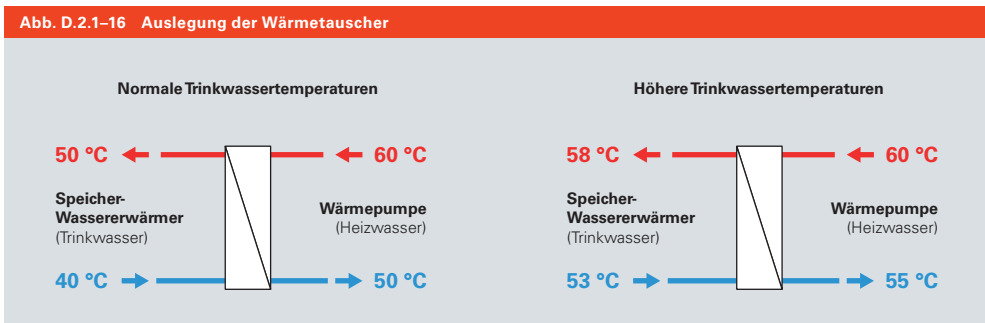 Abb. D.2.1–16 Auslegung der Wärmetauscher
Normale Trinkwassertemperaturen
50 °C
60 °C
Speicher-
Wassererwärmer
(Trinkwasser)
Wärmepumpe
(Heizwasser)
40 °C
50 °C
Höhere Trinkwassertemperaturen
58 °C
60 °C
Speicher-
Wassererwärmer
(Trinkwasser)
Wärmepumpe
(Heizwasser)
53 °C
55 °C